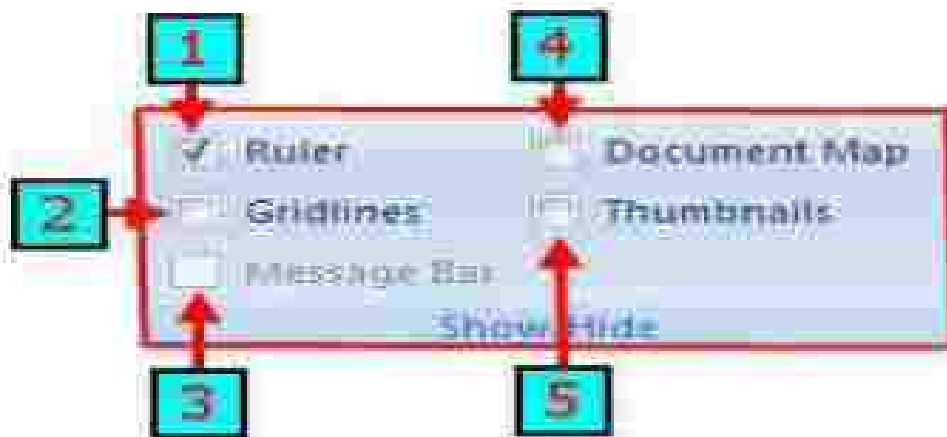 1 4
✓ Ruler Document Map
2 Gridlines Thumbnails
Message Bar
Show/Hide
3 5